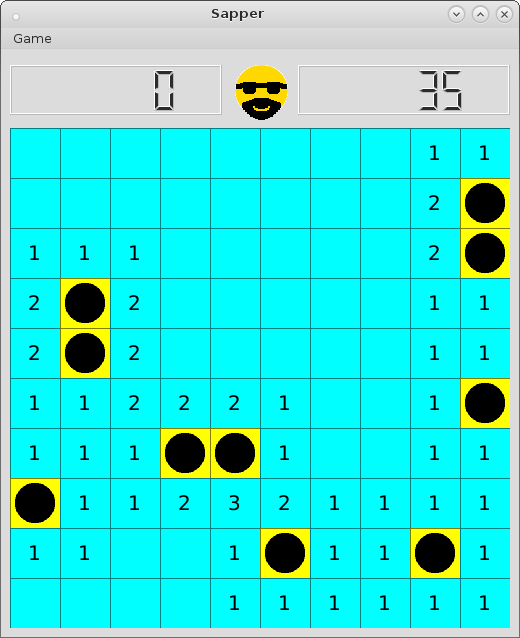 Sapper
Game
0 35
1 1
2
1 1 1 2
2 2 1 1
2 2 1 1
1 1 2 2 2 1 1
1 1 1 1 1 1
1 1 2 3 2 1 1 1 1
1 1 1 1 1 1
1 1 1 1 1 1